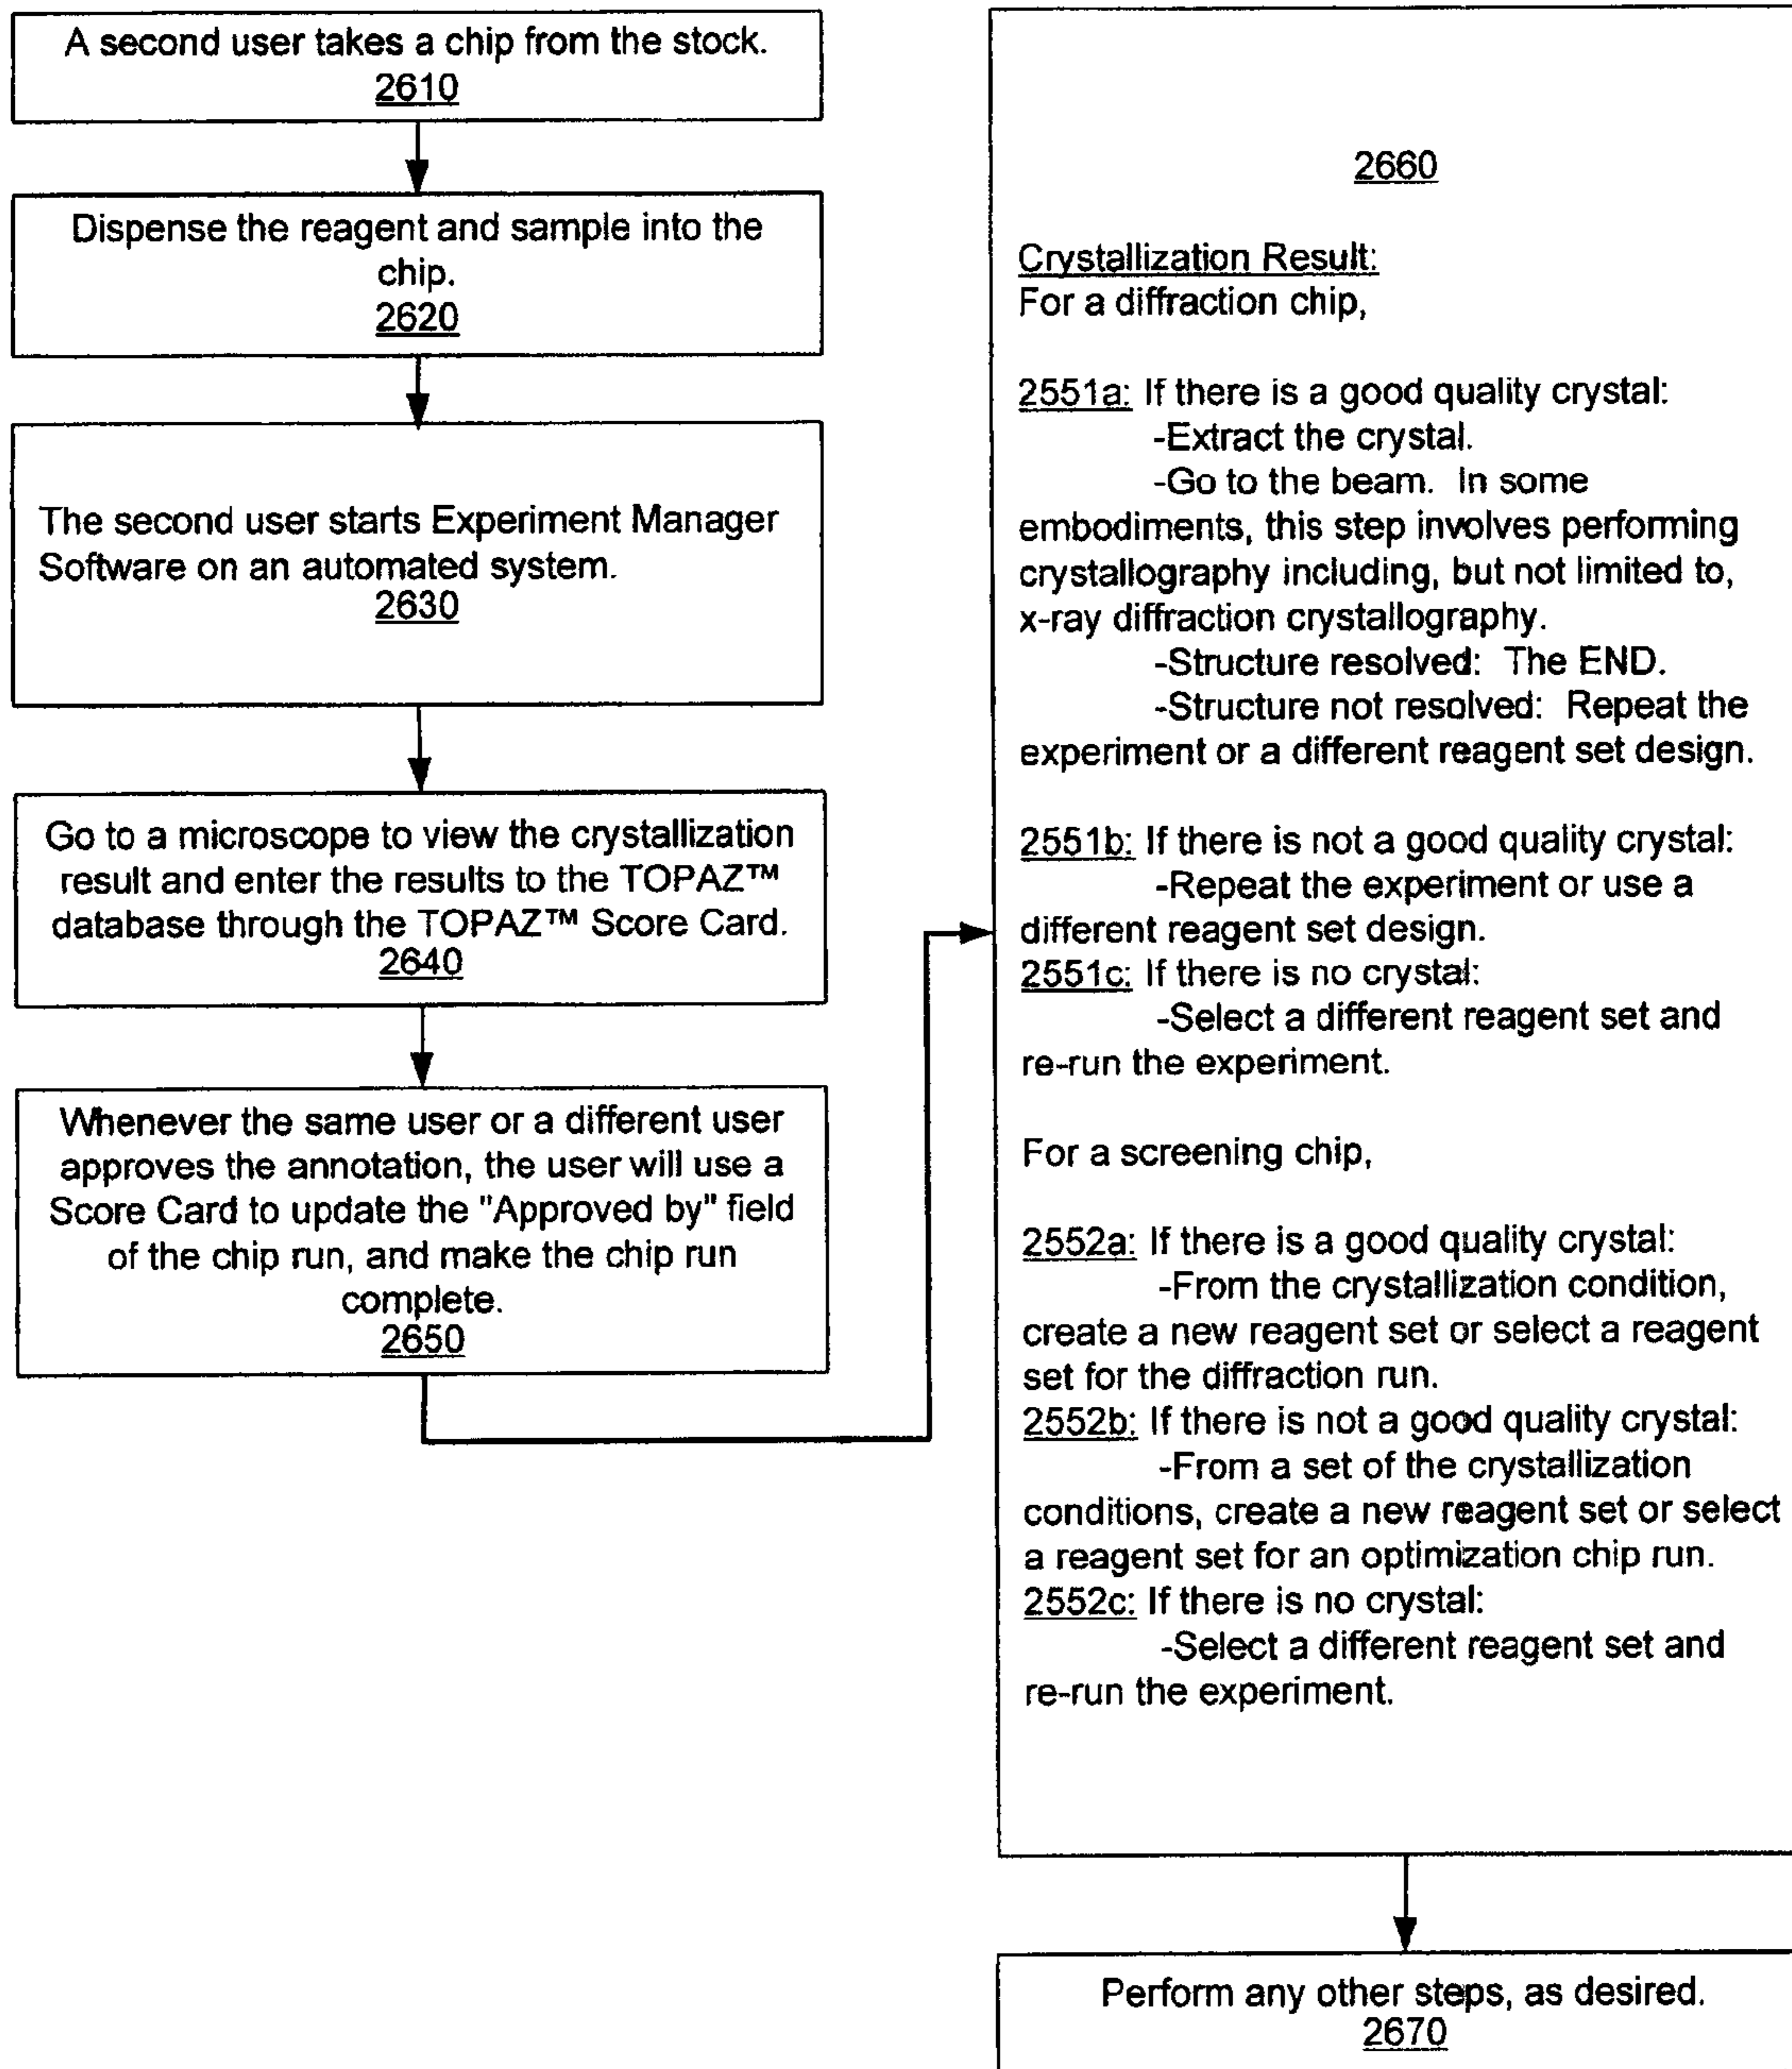 A second user takes a chip from the stock.
2610
Dispense the reagent and sample into the
chip.
2620
The second user starts Experiment Manager
Software on an automated system.
2630
Go to a microscope to view the crystallization
result and enter the results to the TOPAZ™
database through the TOPAZ™ Score Card.
2640
Whenever the same user or a different user
approves the annotation, the user will use a
Score Card to update the "Approved by" field
of the chip run, and make the chip run
complete.
2650
2660
Crystallization Result:
For a diffraction chip,
2551a: If there is a good quality crystal:
-Extract the crystal.
-Go to the beam. In some
embodiments, this step involves performing
crystallography including, but not limited to,
x-ray diffraction crystallography.
-Structure resolved: The END.
-Structure not resolved: Repeat the
experiment or a different reagent set design.
2551b: If there is not a good quality crystal:
-Repeat the experiment or use a
different reagent set design.
2551c: If there is no crystal:
-Select a different reagent set and
re-run the experiment.
For a screening chip,
2552a: If there is a good quality crystal:
-From the crystallization condition,
create a new reagent set or select a reagent
set for the diffraction run.
2552b: If there is not a good quality crystal:
-From a set of the crystallization
conditions, create a new reagent set or select
a reagent set for an optimization chip run.
2552c: If there is no crystal:
-Select a different reagent set and
re-run the experiment.
Perform any other steps, as desired.
2670